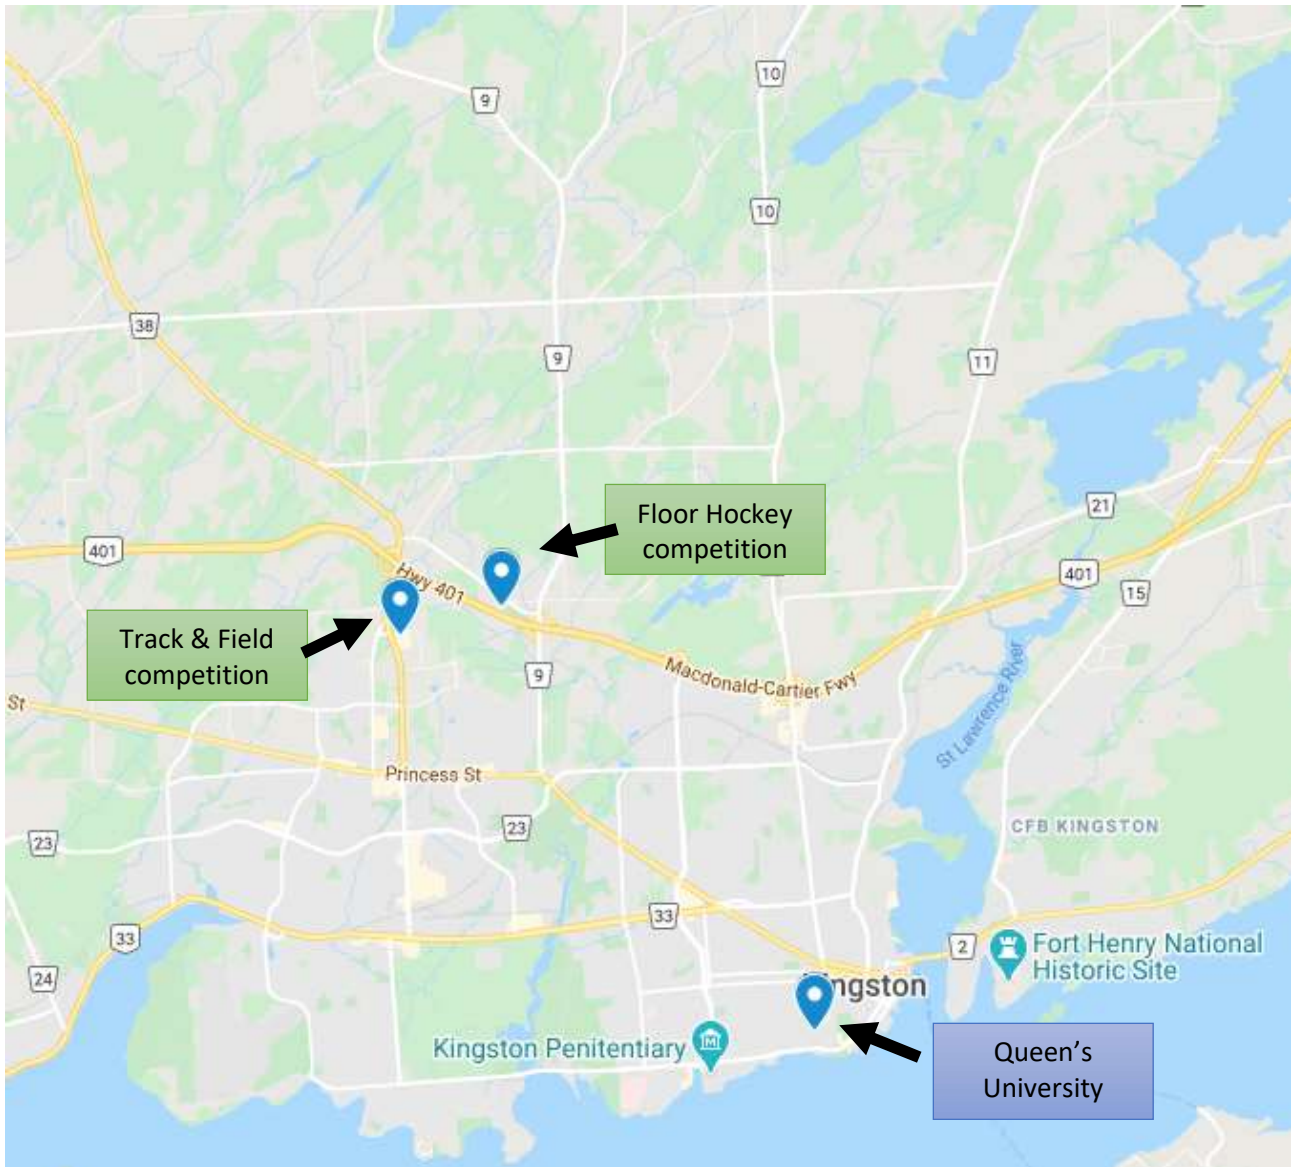 9
10
10
38
9
11
Floor Hockey
competition
21
401
Hwy 401
401
15
Track & Field
competition
9
Macdonald-Cartier Fwy
St
St Lawrence River
Princess St
23
23
CFB KINGSTON
33
33
2
Fort Henry National
Historic Site
24
ngston
Kingston Penitentiary
Queen’s
University